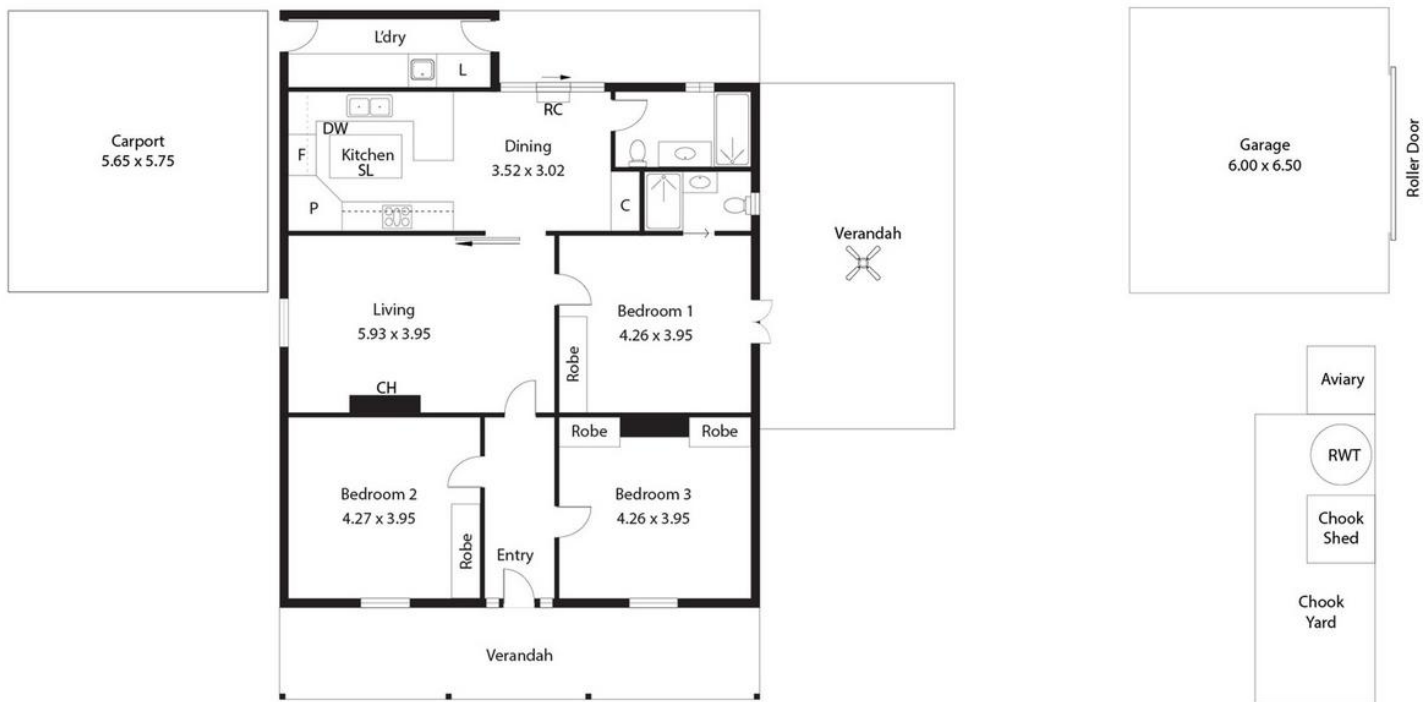 Carport
5.65 x 5.75
L'dry
L
RC
DW
F
Kitchen
SL
P
Dining
3.52 x 3.02
C
Living
5.93 x 3.95
CH
Bedroom 1
4.26 x 3.95
Robe
Verandah
Bedroom 2
4.27 x 3.95
Robe
Entry
Robe
Robe
Bedroom 3
4.26 x 3.95
Verandah
Garage
6.00 x 6.50
Roller Door
Aviary
RWT
Chook
Shed
Chook
Yard